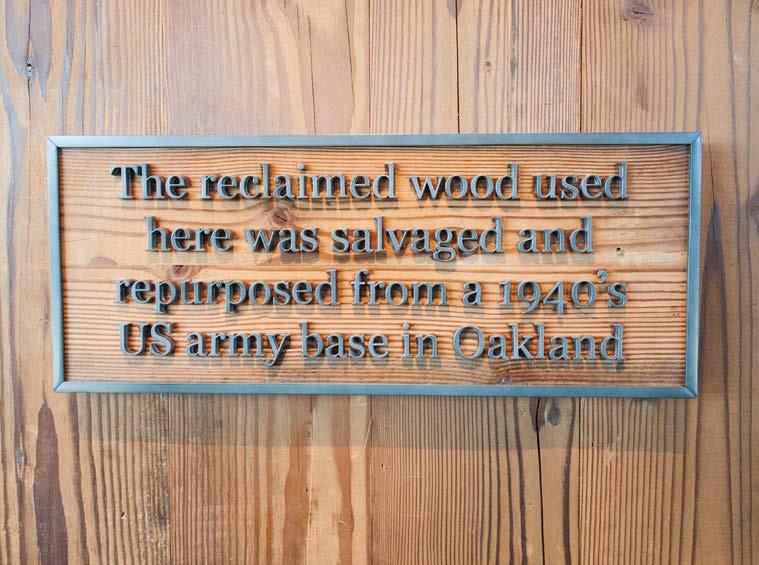 The reclaimed wood used
here was salvaged and
repurposed from a 1940's
US army base in Oakland